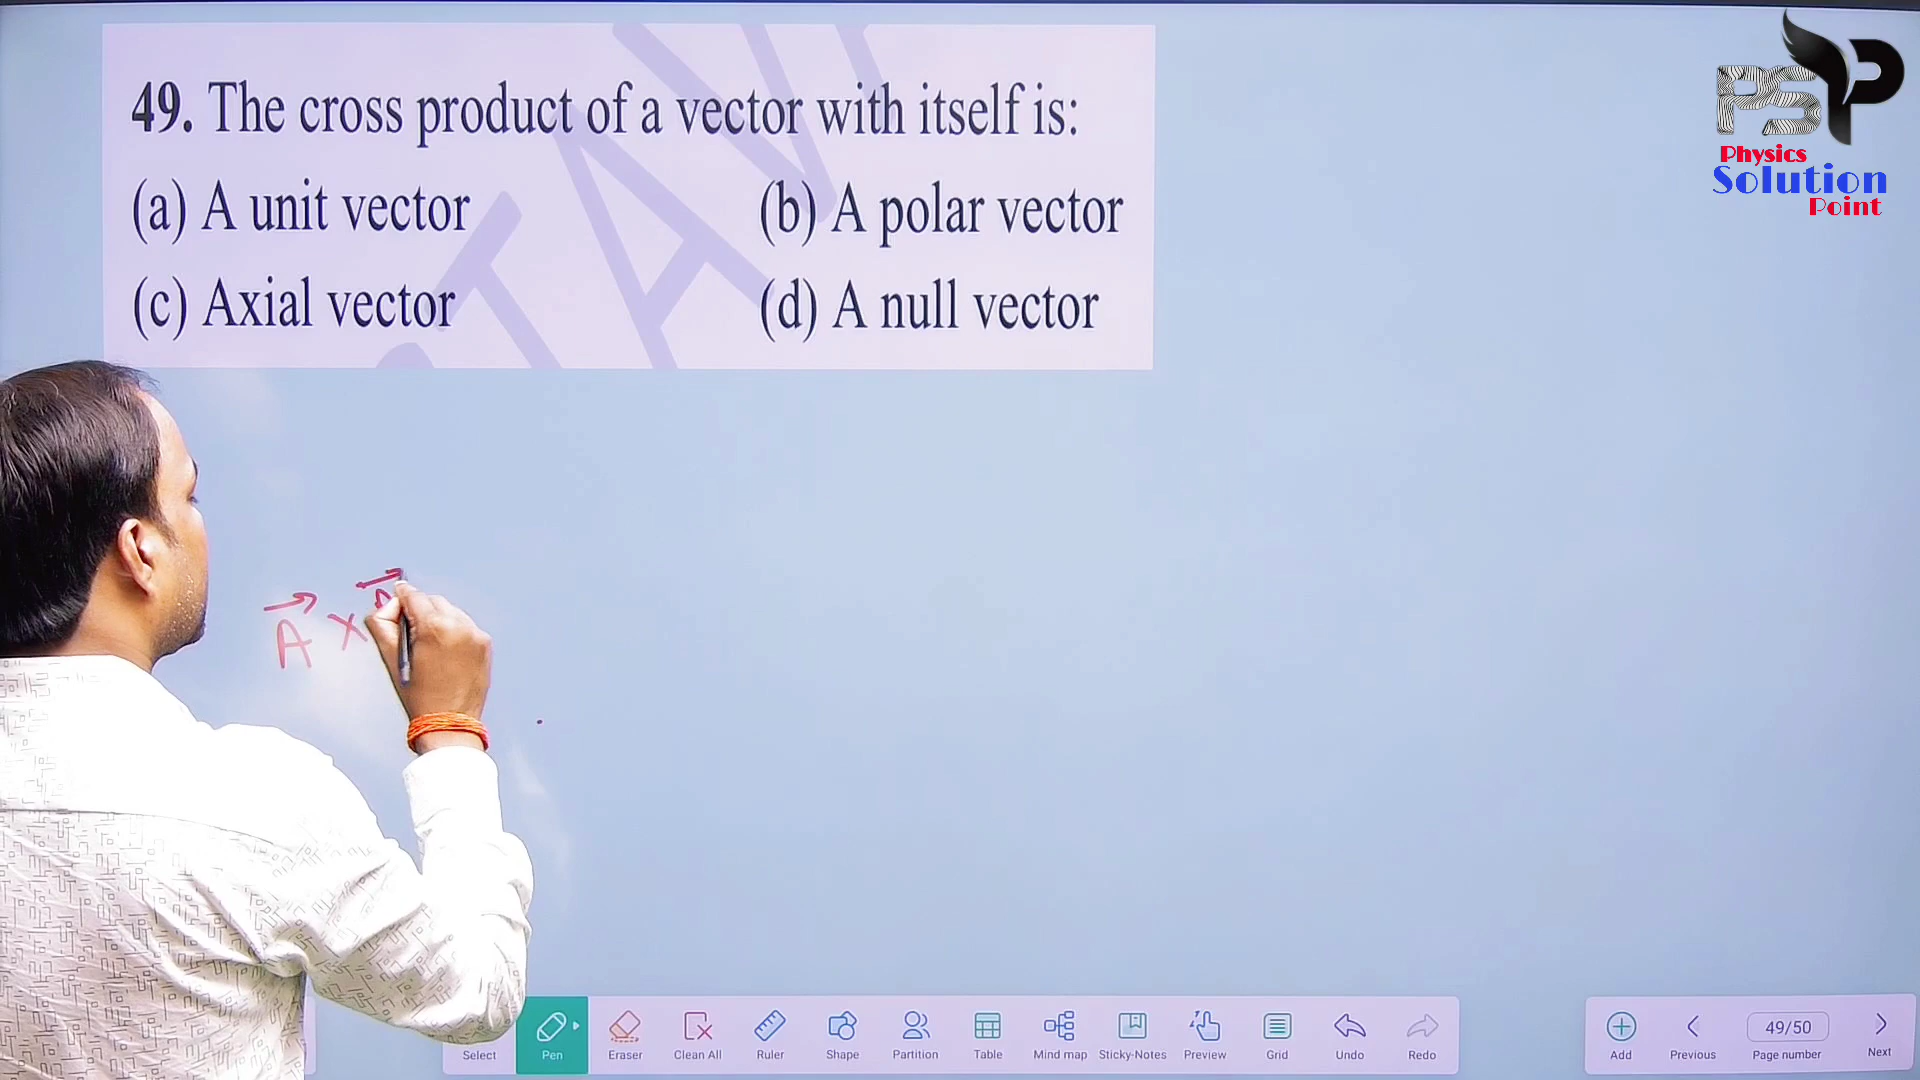 49. The cross product of a vector with itself is:
(a) A unit vector (b) A polar vector
(c) Axial vector (d) A null vector
PSP
Physics
Solution
Point
A × A
Select Pen Eraser Clean All Ruler Shape Partition Table Mind map Sticky-Notes Preview Grid Undo Redo
Add Previous 49/50 Page number Next